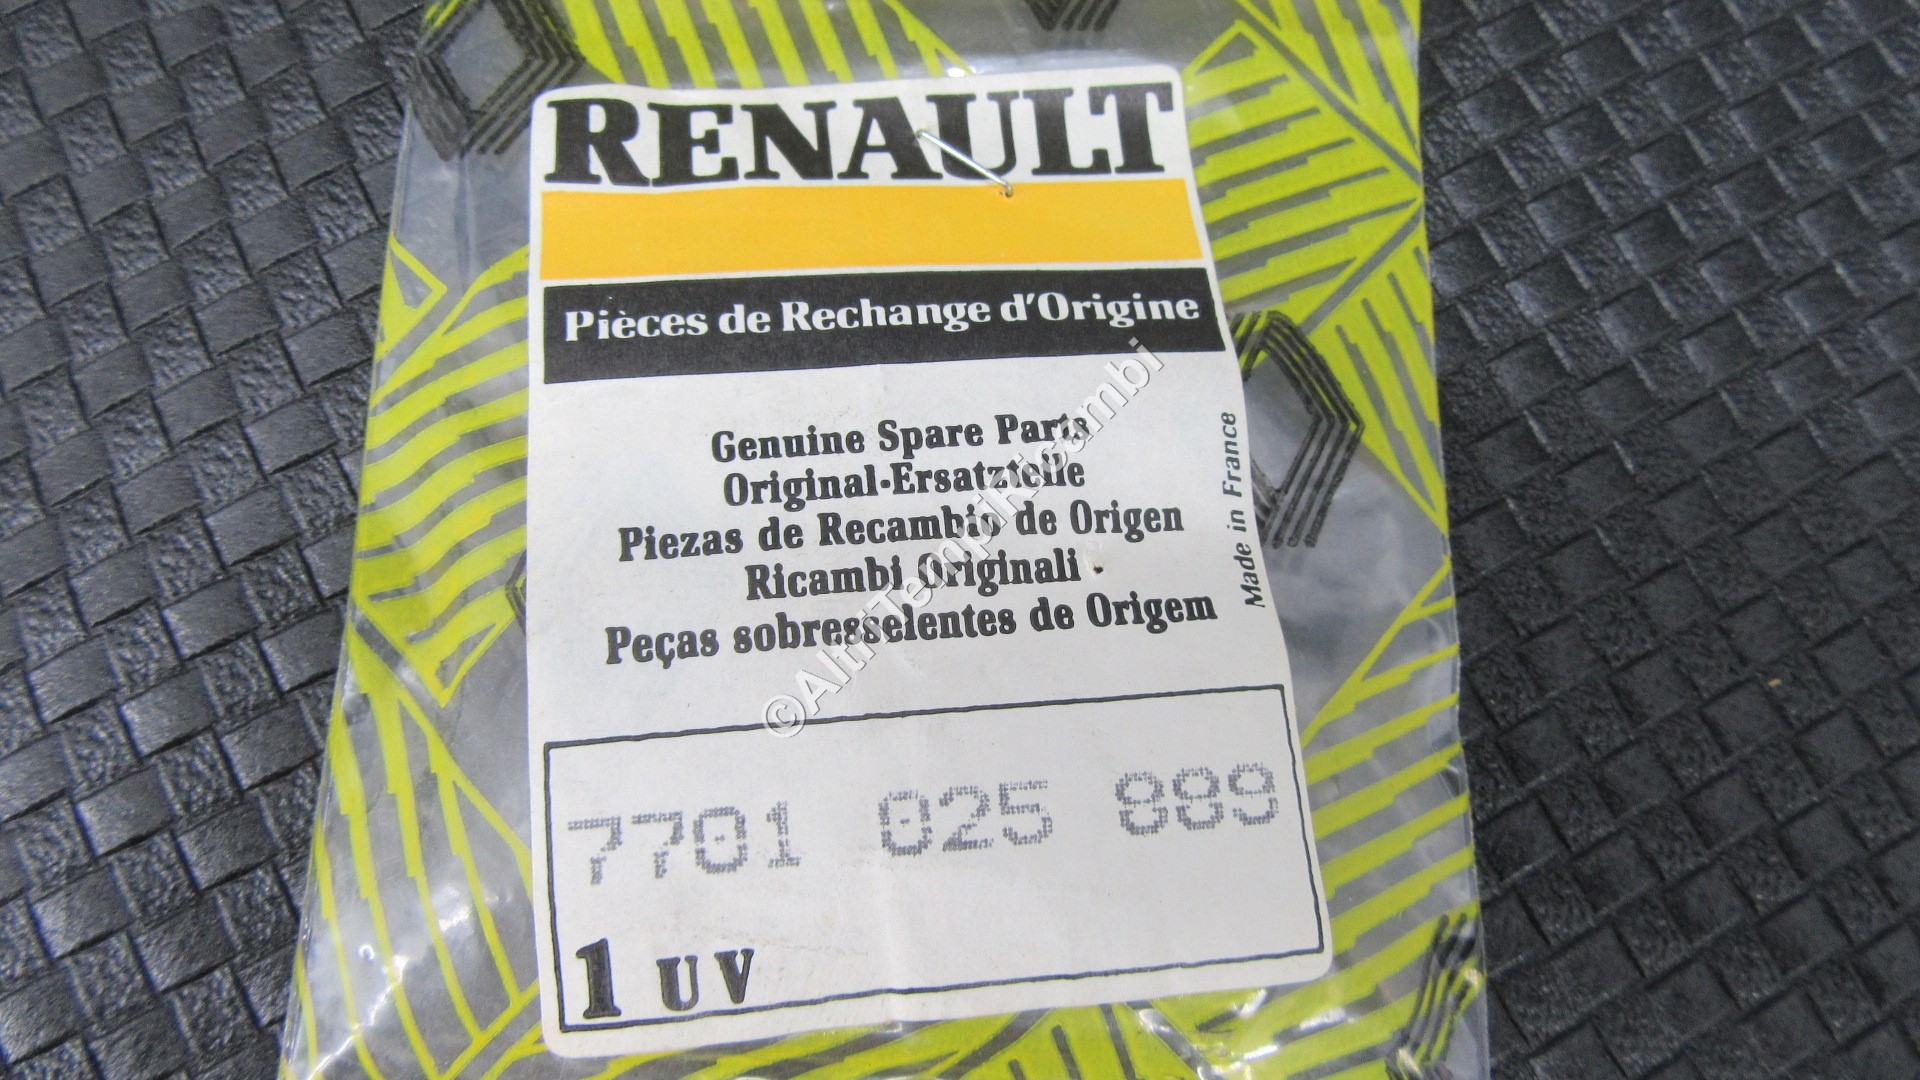 RENAULT
Pièces de Rechange d'Origine
Genuine Spare Parts
Original-Ersatzteile
Piezas de Recambio de Origen
Ricambi Originali
Peças sobresselentes de Origem
Made in France
7701 025 889
1 UV
©AltriTempiRicambi